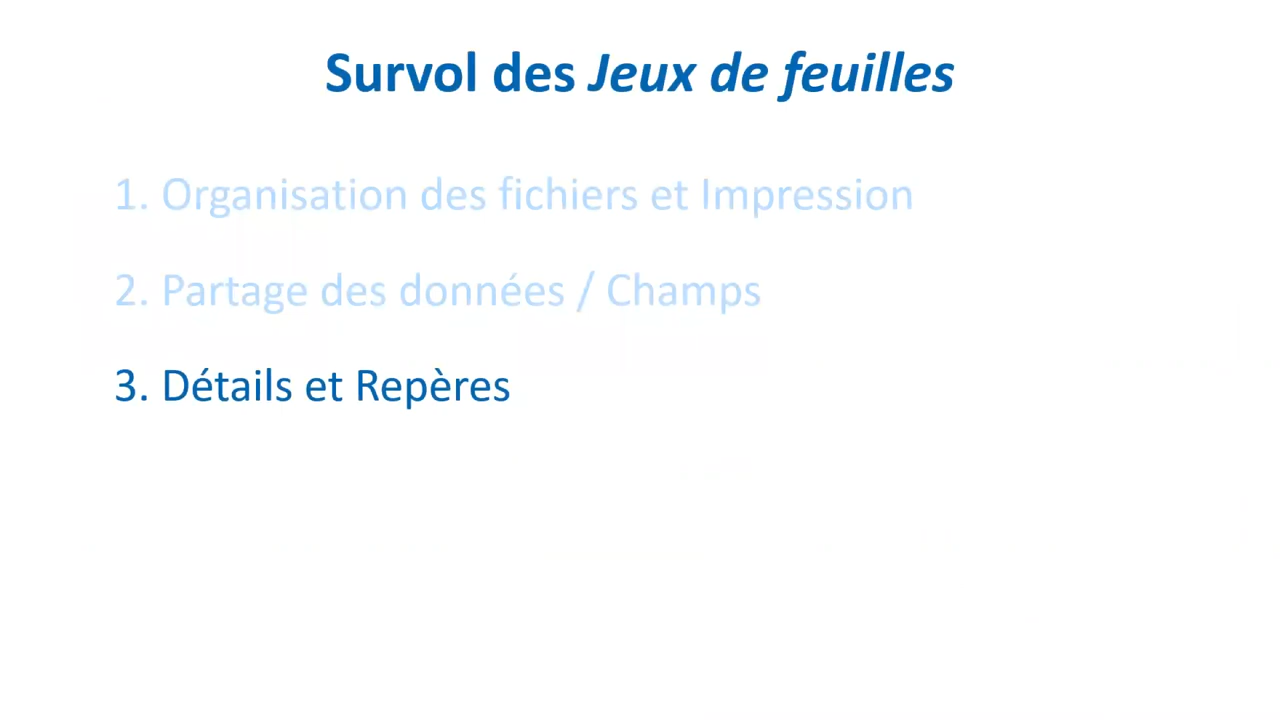 Survol des Jeux de feuilles
1. Organisation des fichiers et Impression
2. Partage des données / Champs
3. Détails et Repères